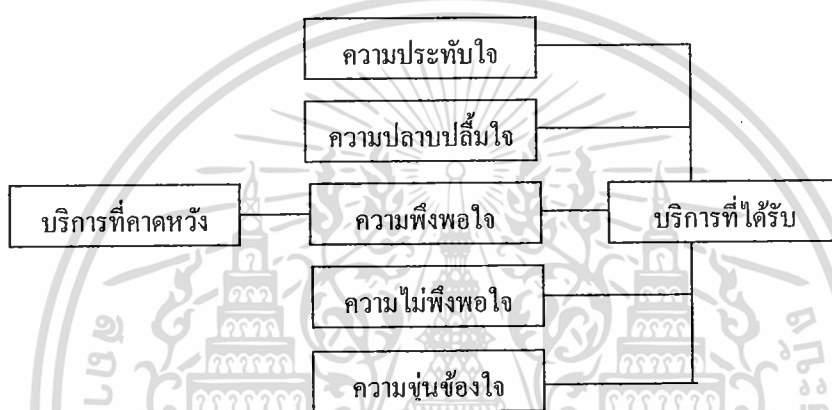 ความประทับใจ
ความปลาบปลื้มใจ
บริการที่คาดหวัง ความพึงพอใจ บริการที่ได้รับ
ความไม่พึงพอใจ
ความขุ่นข้องใจ